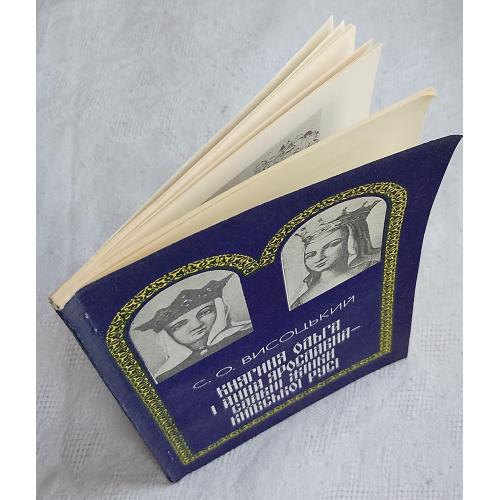 С. О. ВИСОЦЬКИЙ
КНЯГИНЯ ОЛЬГА
І АННА ЯРОСЛАВНА —
СЛАВНІ ЖІНКИ
КИЇВСЬКОЇ РУСІ